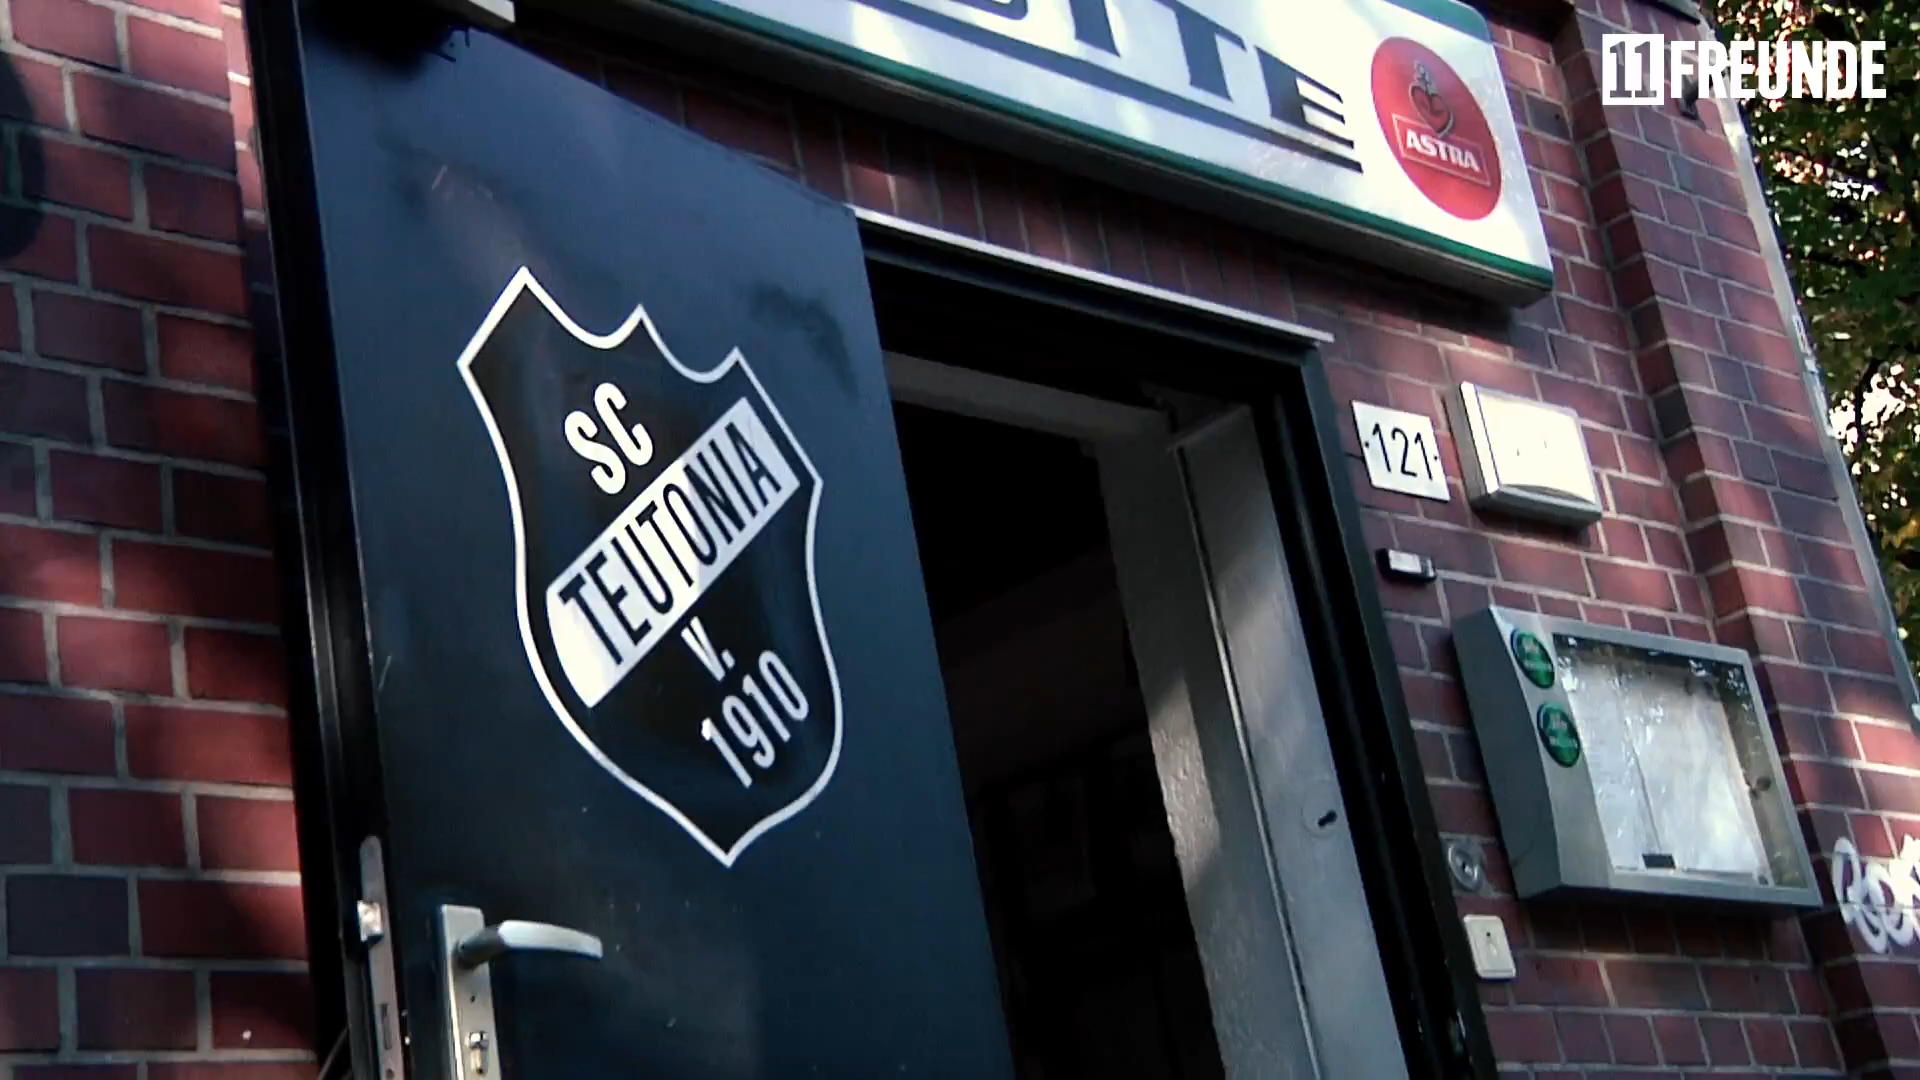 11FREUNDE
ASTRA
SC
TEUTONIA
v.
1910
·121·